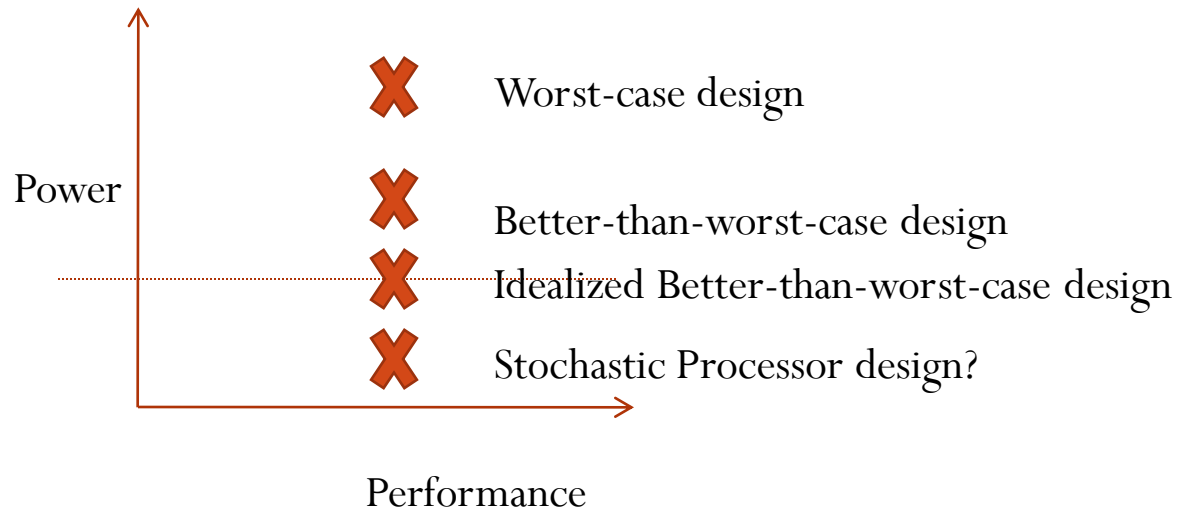 Worst-case design
Power
Better-than-worst-case design
Idealized Better-than-worst-case design
Stochastic Processor design?
Performance